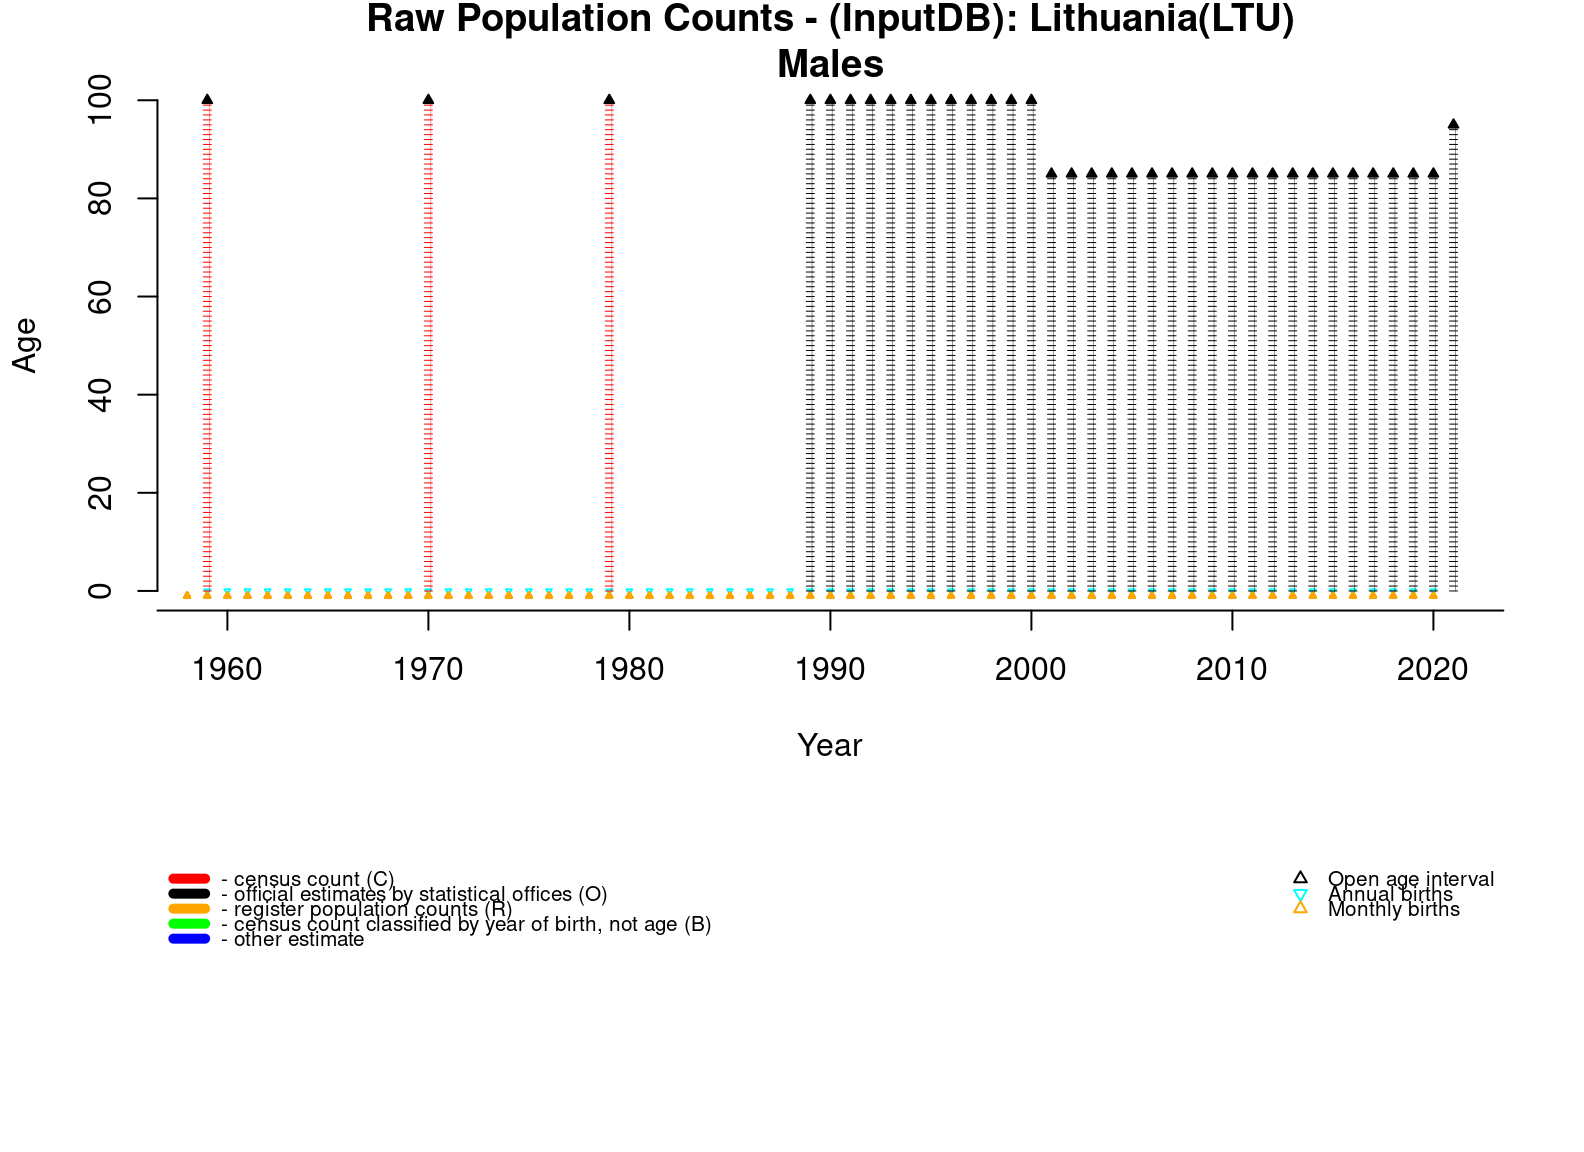 Raw Population Counts - (InputDB): Lithuania(LTU)
Males
100
80
60
40
20
0
Age
1960 1970 1980 1990 2000 2010 2020
Year
- census count (C)
- official estimates by statistical offices (O)
- register population counts (R)
- census count classified by year of birth, not age (B)
- other estimate
Open age interval
Annual births
Monthly births